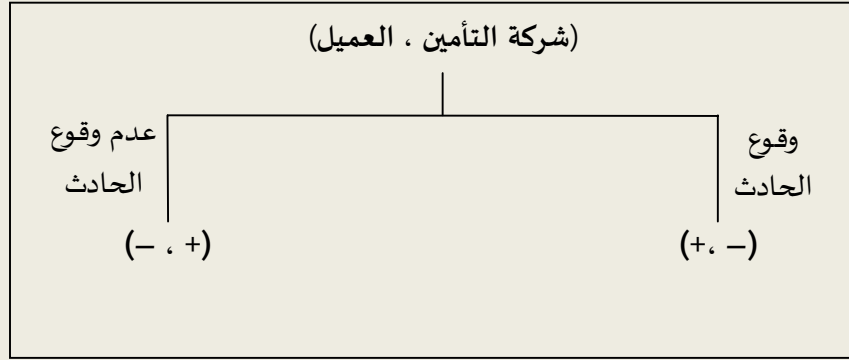 (شركة التأمين ، العميل)
وقوع
الحادث
عدم وقوع
الحادث
(– ،+)
(+ ، –)